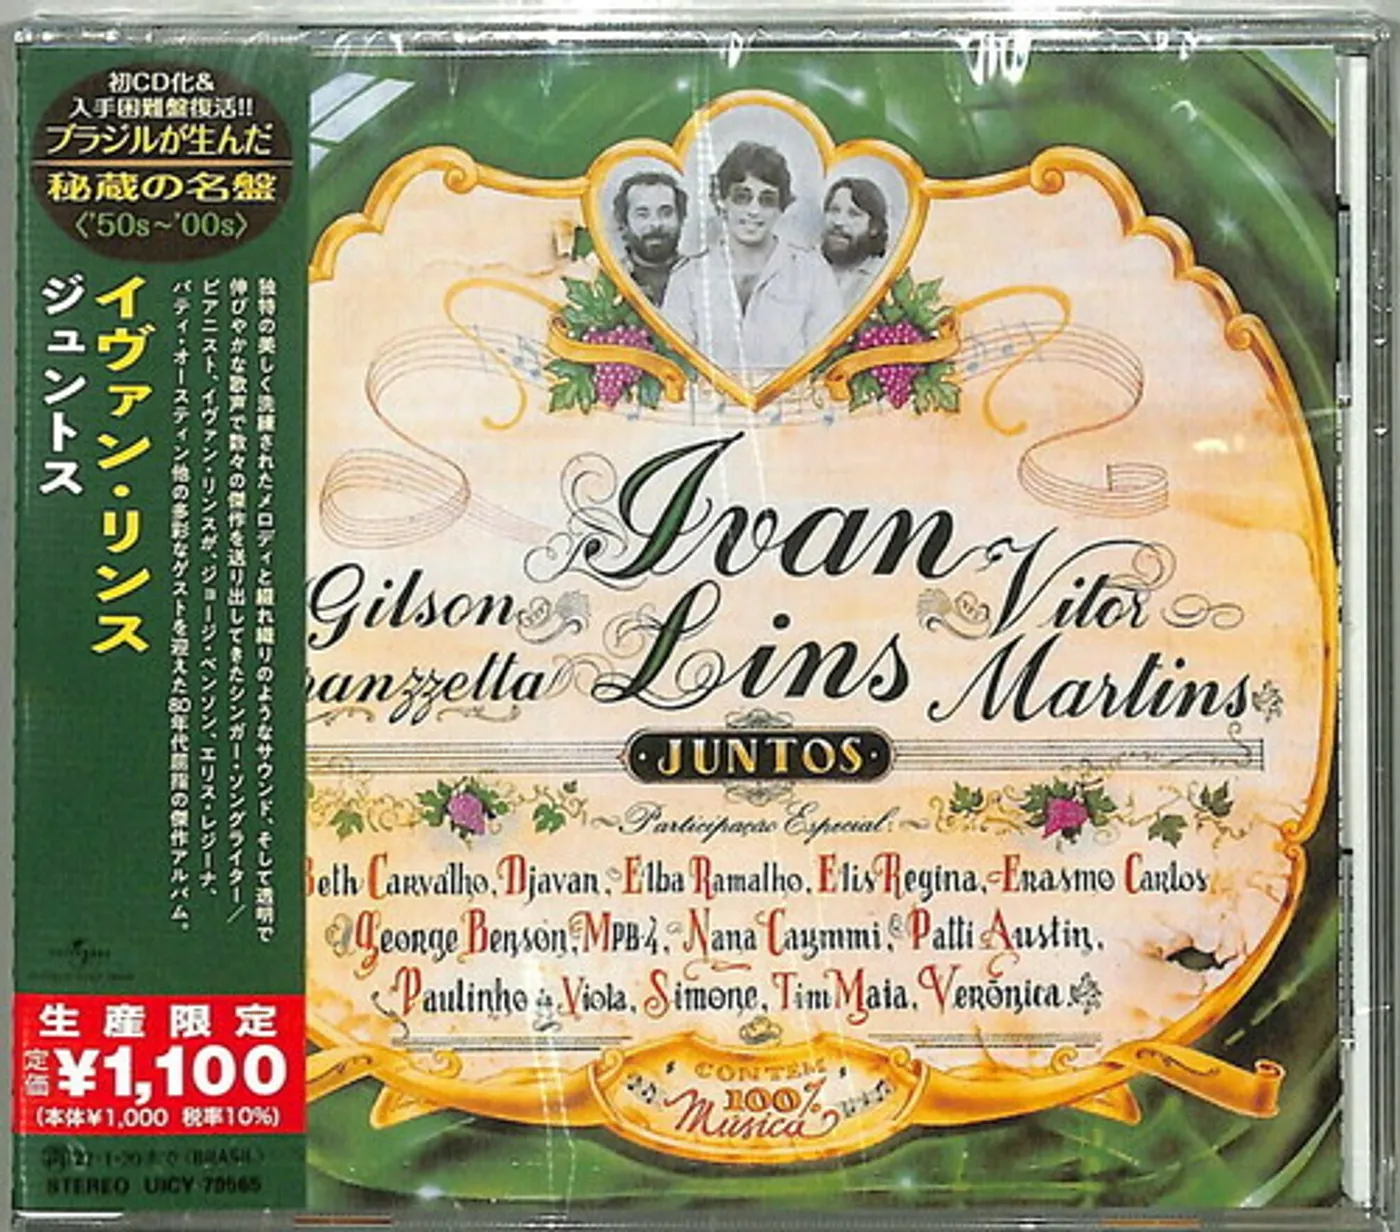 初CD化&
入手困難盤復活!!
ブラジルが生んだ
秘蔵の名盤
〈'50s～'00s〉
イヴァン・リンス
ジュントス
独特の美しく洗練されたメロディと綴れ織りのようなサウンド、そして透明で
伸びやかな歌声で数々の傑作を送り出してきたシンガー・ソングライター/
ピアニスト、イヴァン・リンスが、ジョージ・ベンソン、エリス・レジーナ、
パティ・オースティン他の多彩なゲストを迎えた80年代屈指の傑作アルバム。
生産限定
定価 ¥1,100
(本体¥1,000 税率10%)
STEREO UICY-79565
Ivan
Lins
Gilson
ranzzetta
Vitor
Martins
·JUNTOS·
Participação Especial:
Beth Carvalho, Djavan, Elba Ramalho, Elis Regina, Erasmo Carlos
George Benson, MPB-4, Nana Caymmi, Patti Austin,
Paulinho da Viola, Simone, Tim Maia, Verônica
CONTÉM
100%
Música